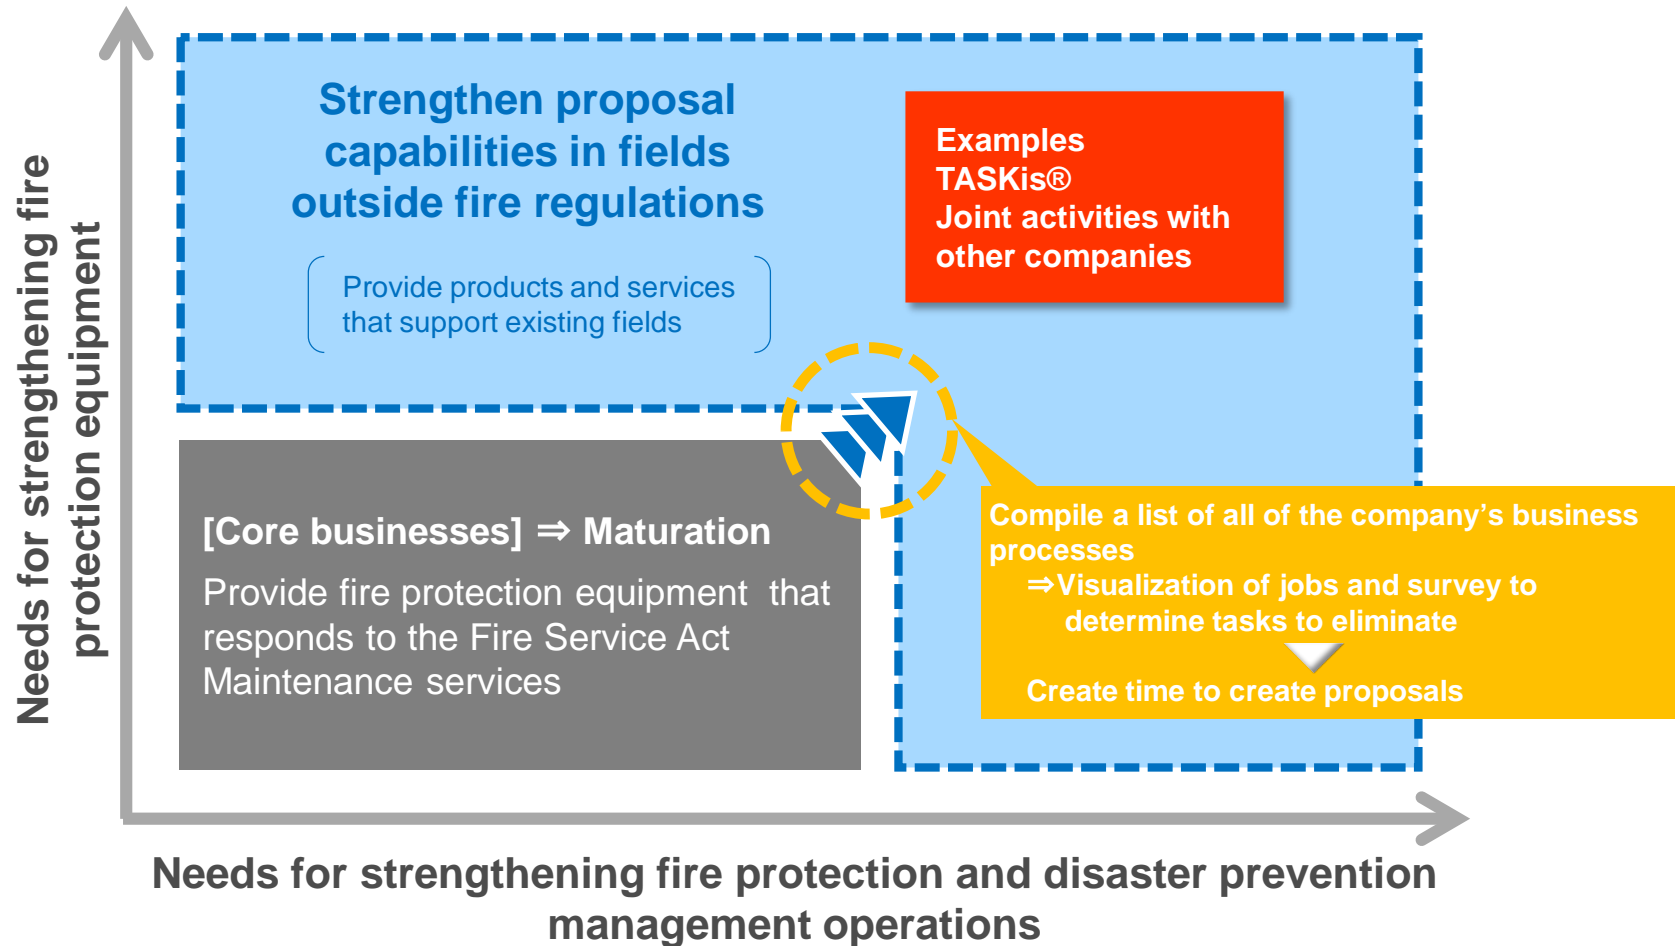 Needs for strengthening fire
protection equipment
Strengthen proposal
capabilities in fields
outside fire regulations
Provide products and services
that support existing fields
Examples
TASKis®
Joint activities with
other companies
[Core businesses] ⇒ Maturation
Provide fire protection equipment that
responds to the Fire Service Act
Maintenance services
Compile a list of all of the company’s business
processes
⇒Visualization of jobs and survey to
determine tasks to eliminate
Create time to create proposals
Needs for strengthening fire protection and disaster prevention
management operations